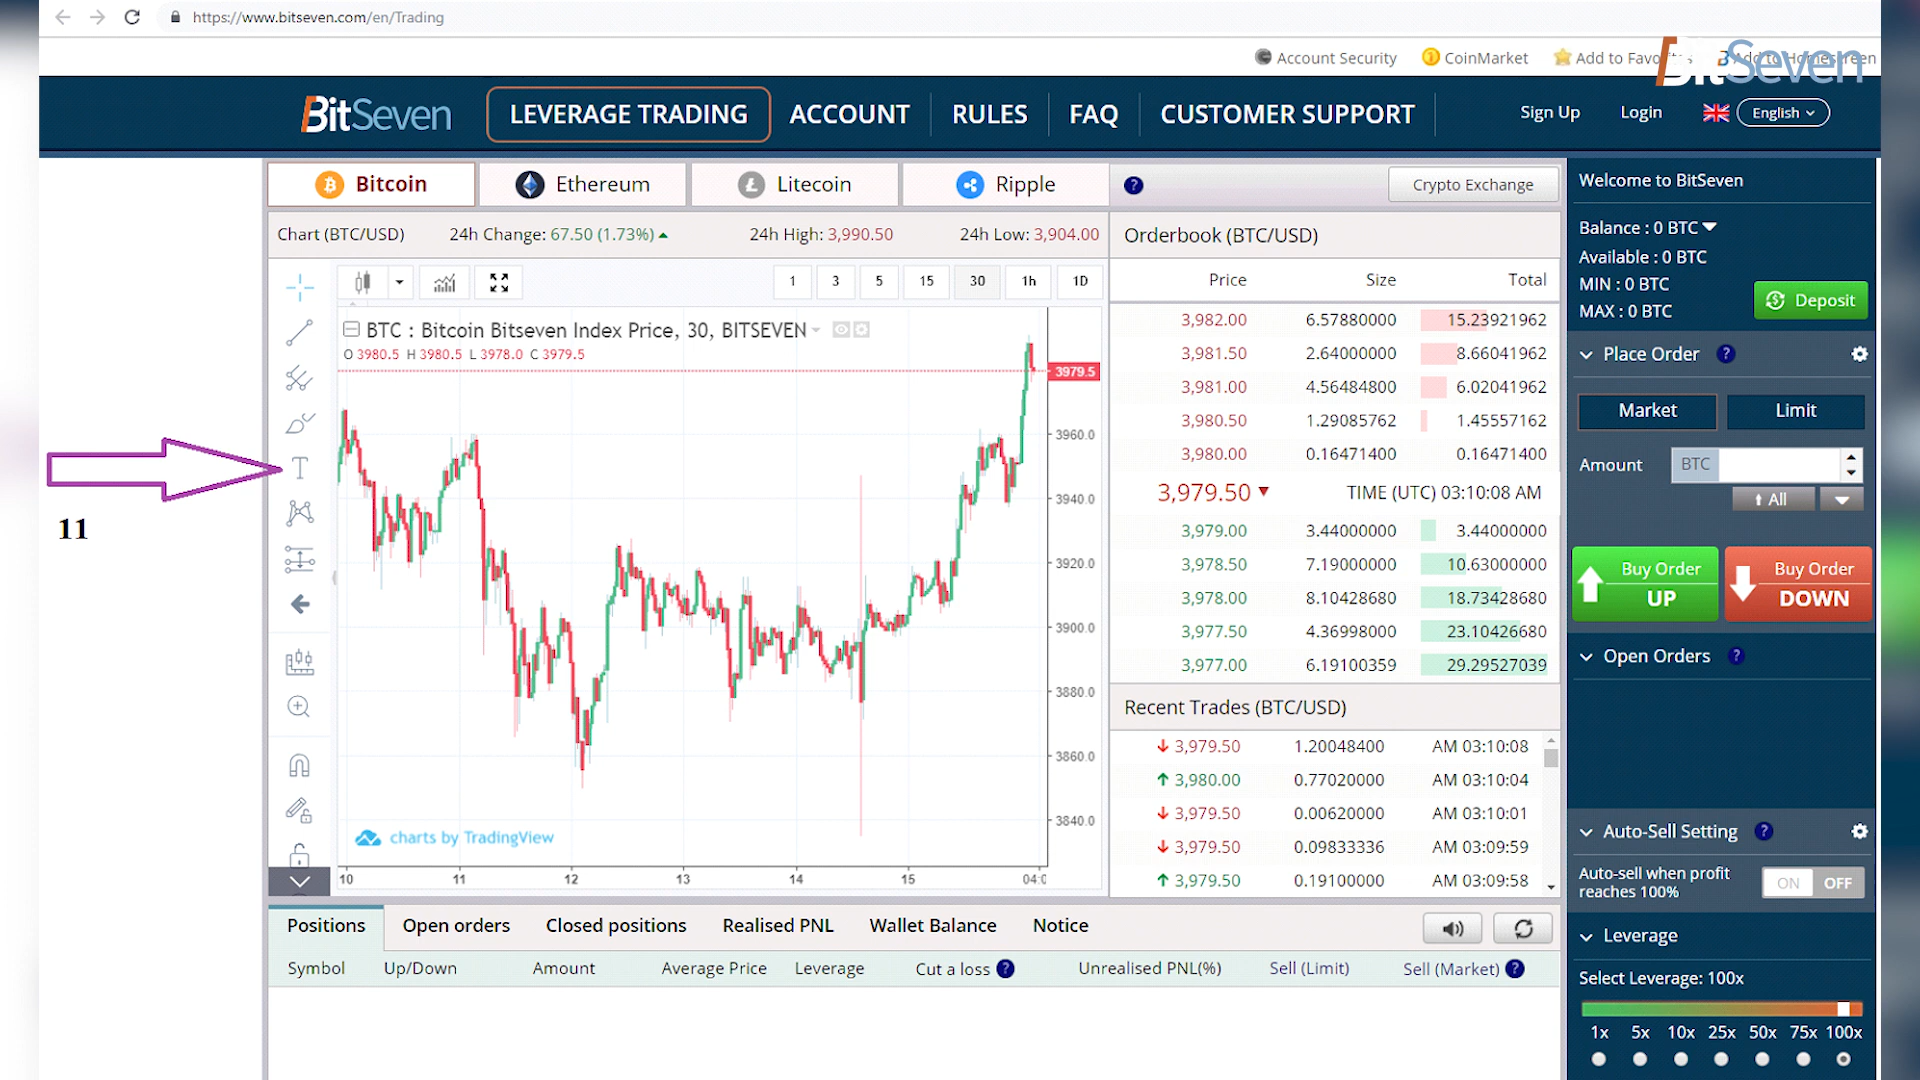 https://www.bitseven.com/en/Trading
Account Security
CoinMarket
Add to Favorites
Add to Homescreen
BitSeven
BitSeven
LEVERAGE TRADING
ACCOUNT
RULES
FAQ
CUSTOMER SUPPORT
Sign Up
Login
English
Bitcoin
Ethereum
Litecoin
Ripple
?
Crypto Exchange
Chart (BTC/USD)
24h Change: 67.50 (1.73%)
24h High: 3,990.50
24h Low: 3,904.00
1
3
5
15
30
1h
1D
BTC : Bitcoin Bitseven Index Price, 30, BITSEVEN
O 3980.5 H 3980.5 L 3978.0 C 3979.5
3979.5
3960.0
3940.0
3920.0
3900.0
3880.0
3860.0
3840.0
charts by TradingView
10
11
12
13
14
15
T
11
Orderbook (BTC/USD)
Price Size Total
3,982.00 6.57880000 15.23921962
3,981.50 2.64000000 8.66041962
3,981.00 4.56484800 6.02041962
3,980.50 1.29085762 1.45557162
3,980.00 0.16471400 0.16471400
3,979.50 TIME (UTC) 03:10:08 AM
3,979.00 3.44000000 3.44000000
3,978.50 7.19000000 10.63000000
3,978.00 8.10428680 18.73428680
3,977.50 4.36998000 23.10426680
3,977.00 6.19100359 29.29527039
Recent Trades (BTC/USD)
3,979.50 1.20048400 AM 03:10:08
3,980.00 0.77020000 AM 03:10:04
3,979.50 0.00620000 AM 03:10:01
3,979.50 0.09833336 AM 03:09:59
3,979.50 0.19100000 AM 03:09:58
Welcome to BitSeven
Balance : 0 BTC
Available : 0 BTC
MIN : 0 BTC
MAX : 0 BTC
Deposit
Place Order ?
Market
Limit
Amount
BTC
All
Buy Order
UP
Buy Order
DOWN
Open Orders ?
Auto-Sell Setting ?
Auto-sell when profit
reaches 100%
ON
OFF
Leverage
Select Leverage: 100x
1x 5x 10x 25x 50x 75x 100x
Positions
Open orders
Closed positions
Realised PNL
Wallet Balance
Notice
Symbol Up/Down Amount Average Price Leverage Cut a loss ? Unrealised PNL(%) Sell (Limit) Sell (Market) ?